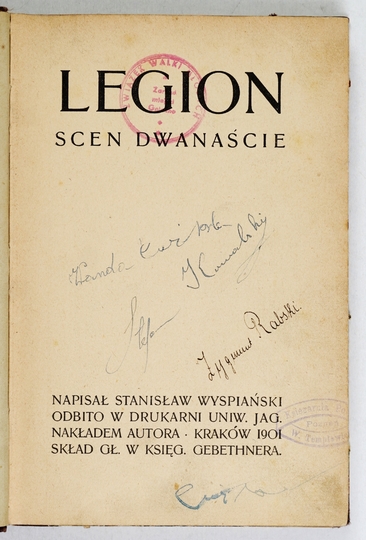 LEGION
SCEN DWANAŚCIE
Wanda
Kowalski
Zygmunt Rabski.
NAPISAŁ STANISŁAW WYSPIAŃSKI
ODBITO W DRUKARNI UNIW. JAG.
NAKŁADEM AUTORA · KRAKÓW 1901
SKŁAD GŁ. W KSIĘG. GEBETHNERA.